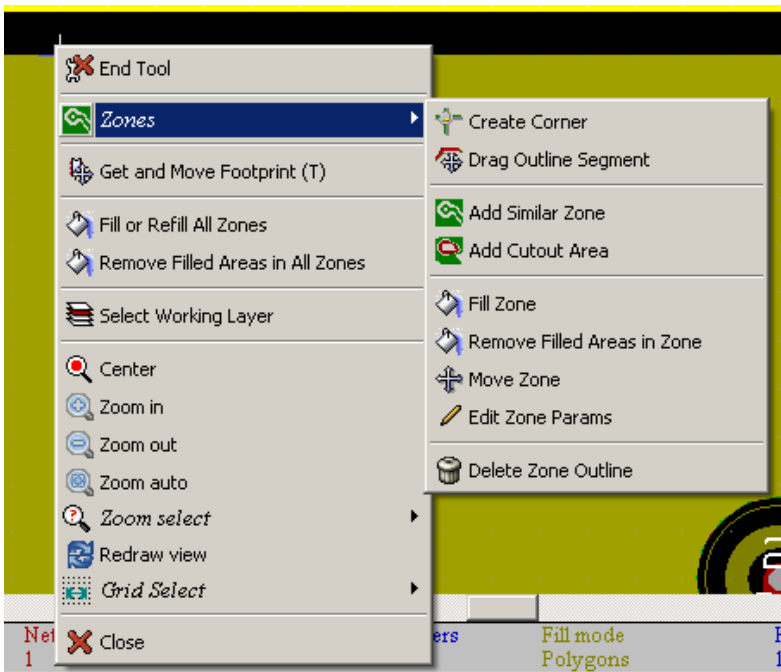 End Tool
Zones
Get and Move Footprint (T)
Fill or Refill All Zones
Remove Filled Areas in All Zones
Select Working Layer
Center
Zoom in
Zoom out
Zoom auto
Zoom select
Redraw view
Grid Select
Close
Create Corner
Drag Outline Segment
Add Similar Zone
Add Cutout Area
Fill Zone
Remove Filled Areas in Zone
Move Zone
Edit Zone Params
Delete Zone Outline
Net
1
ers
Fill mode
Polygons